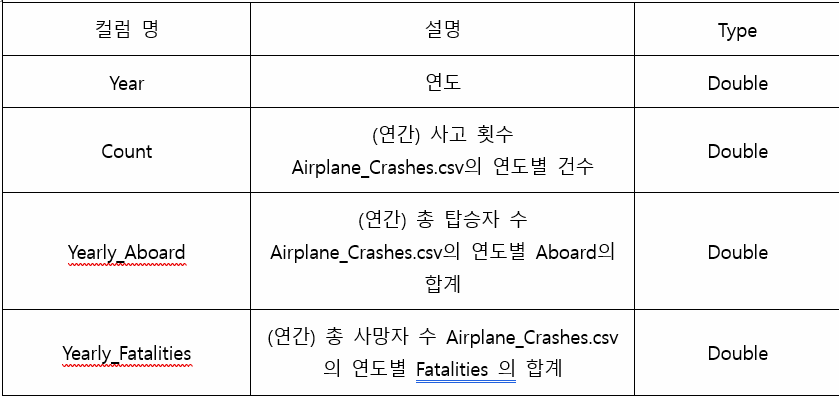 컬럼 명 설명 Type
Year 연도 Double
Count (연간) 사고 횟수 Double
Airplane_Crashes.csv의 연도별 건수
Yearly_Aboard (연간) 총 탑승자 수 Double
Airplane_Crashes.csv의 연도별 Aboard의
합계
Yearly_Fatalities (연간) 총 사망자 수 Airplane_Crashes.csv Double
의 연도별 Fatalities 의 합계